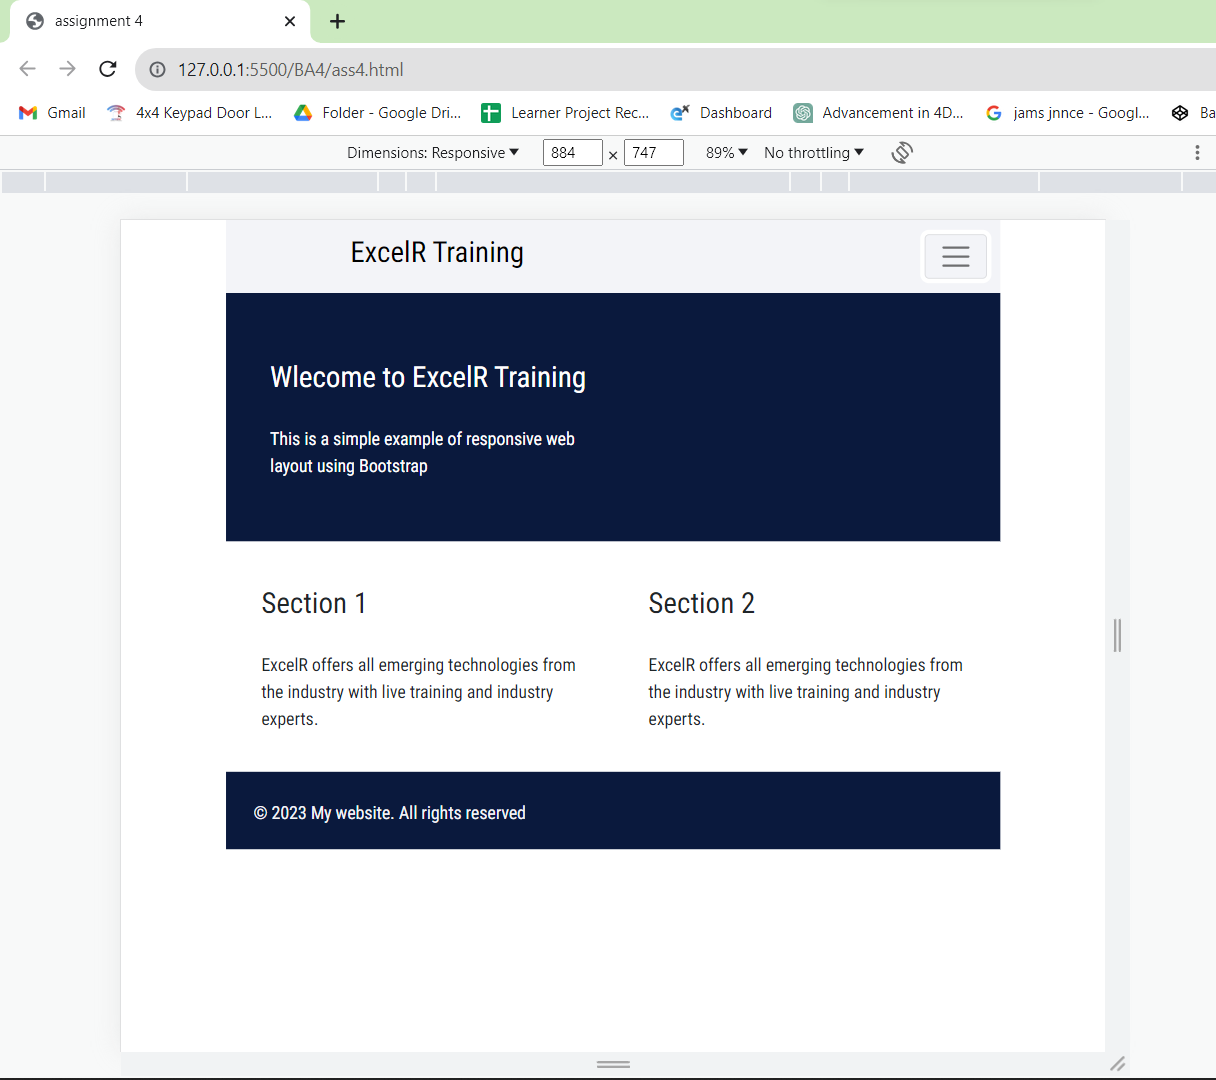 assignment 4
127.0.0.1:5500/BA4/ass4.html
Gmail 4x4 Keypad Door L... Folder - Google Dri... Learner Project Rec... Dashboard Advancement in 4D... jams jnnce - Googl... Ba
Dimensions: Responsive 884 x 747 89% No throttling
ExcelR Training
Wlecome to ExcelR Training
This is a simple example of responsive web
layout using Bootstrap
Section 1
ExcelR offers all emerging technologies from
the industry with live training and industry
experts.
Section 2
ExcelR offers all emerging technologies from
the industry with live training and industry
experts.
© 2023 My website. All rights reserved